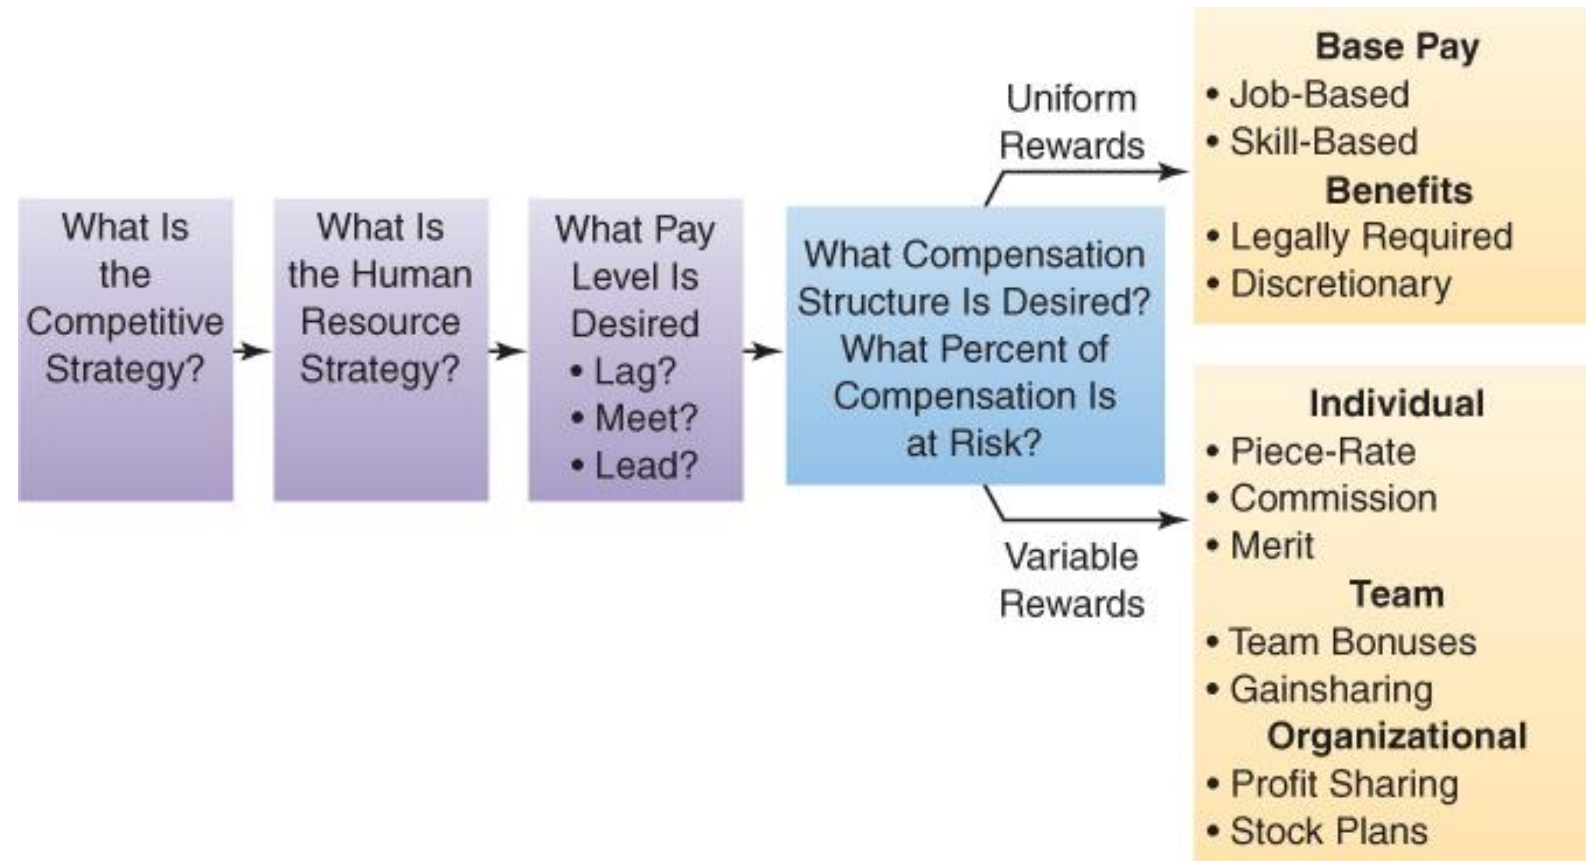 What Is
the
Competitive
Strategy?
What Is
the Human
Resource
Strategy?
What Pay
Level Is
Desired
• Lag?
• Meet?
• Lead?
What Compensation
Structure Is Desired?
What Percent of
Compensation Is
at Risk?
Uniform
Rewards
Base Pay
• Job-Based
• Skill-Based
Benefits
• Legally Required
• Discretionary
Variable
Rewards
Individual
• Piece-Rate
• Commission
• Merit
Team
• Team Bonuses
• Gainsharing
Organizational
• Profit Sharing
• Stock Plans